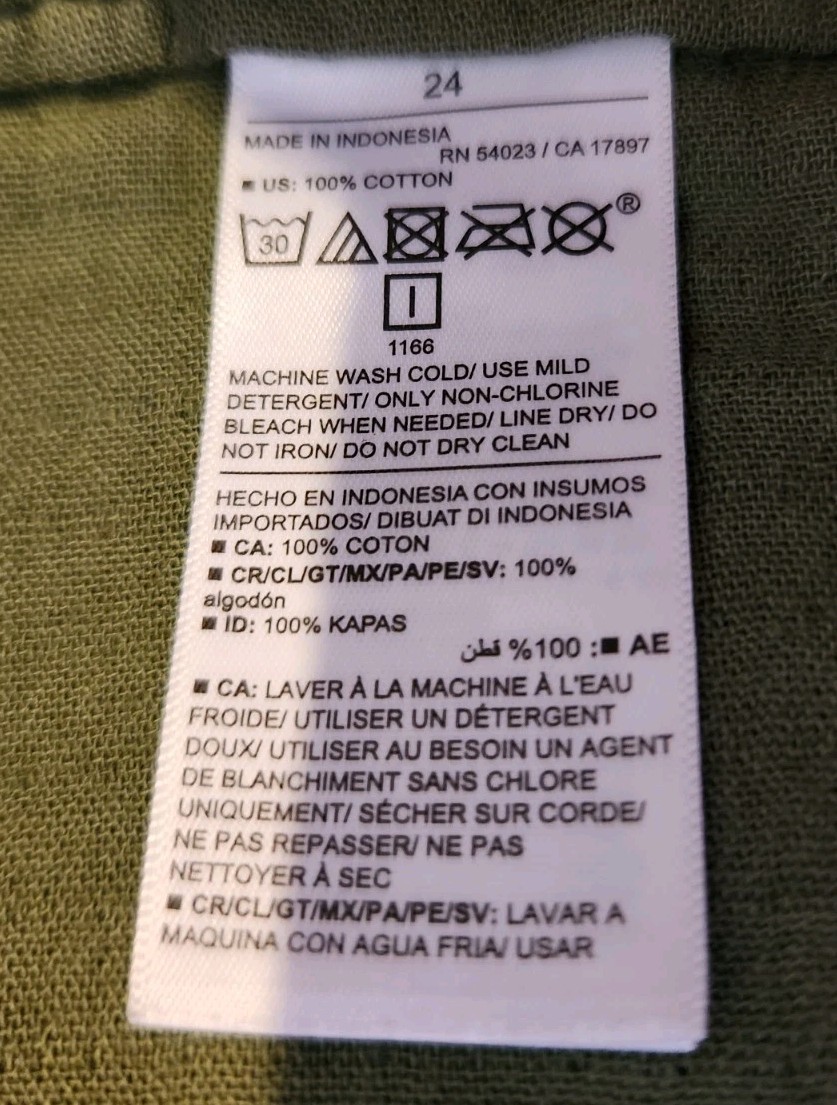 24
MADE IN INDONESIA
RN 54023 / CA 17897
■ US: 100% COTTON
30
®
1166
MACHINE WASH COLD/ USE MILD
DETERGENT/ ONLY NON-CHLORINE
BLEACH WHEN NEEDED/ LINE DRY/ DO
NOT IRON/ DO NOT DRY CLEAN
HECHO EN INDONESIA CON INSUMOS
IMPORTADOS/ DIBUAT DI INDONESIA
■ CA: 100% COTON
■ CR/CL/GT/MX/PA/PE/SV: 100%
algodón
■ ID: 100% KAPAS
AE ■: 100% قطن
■ CA: LAVER À LA MACHINE À L'EAU
FROIDE/ UTILISER UN DÉTERGENT
DOUX/ UTILISER AU BESOIN UN AGENT
DE BLANCHIMENT SANS CHLORE
UNIQUEMENT/ SÉCHER SUR CORDE/
NE PAS REPASSER/ NE PAS
NETTOYER À SEC
■ CR/CL/GT/MX/PA/PE/SV: LAVAR A
MAQUINA CON AGUA FRIA/ USAR